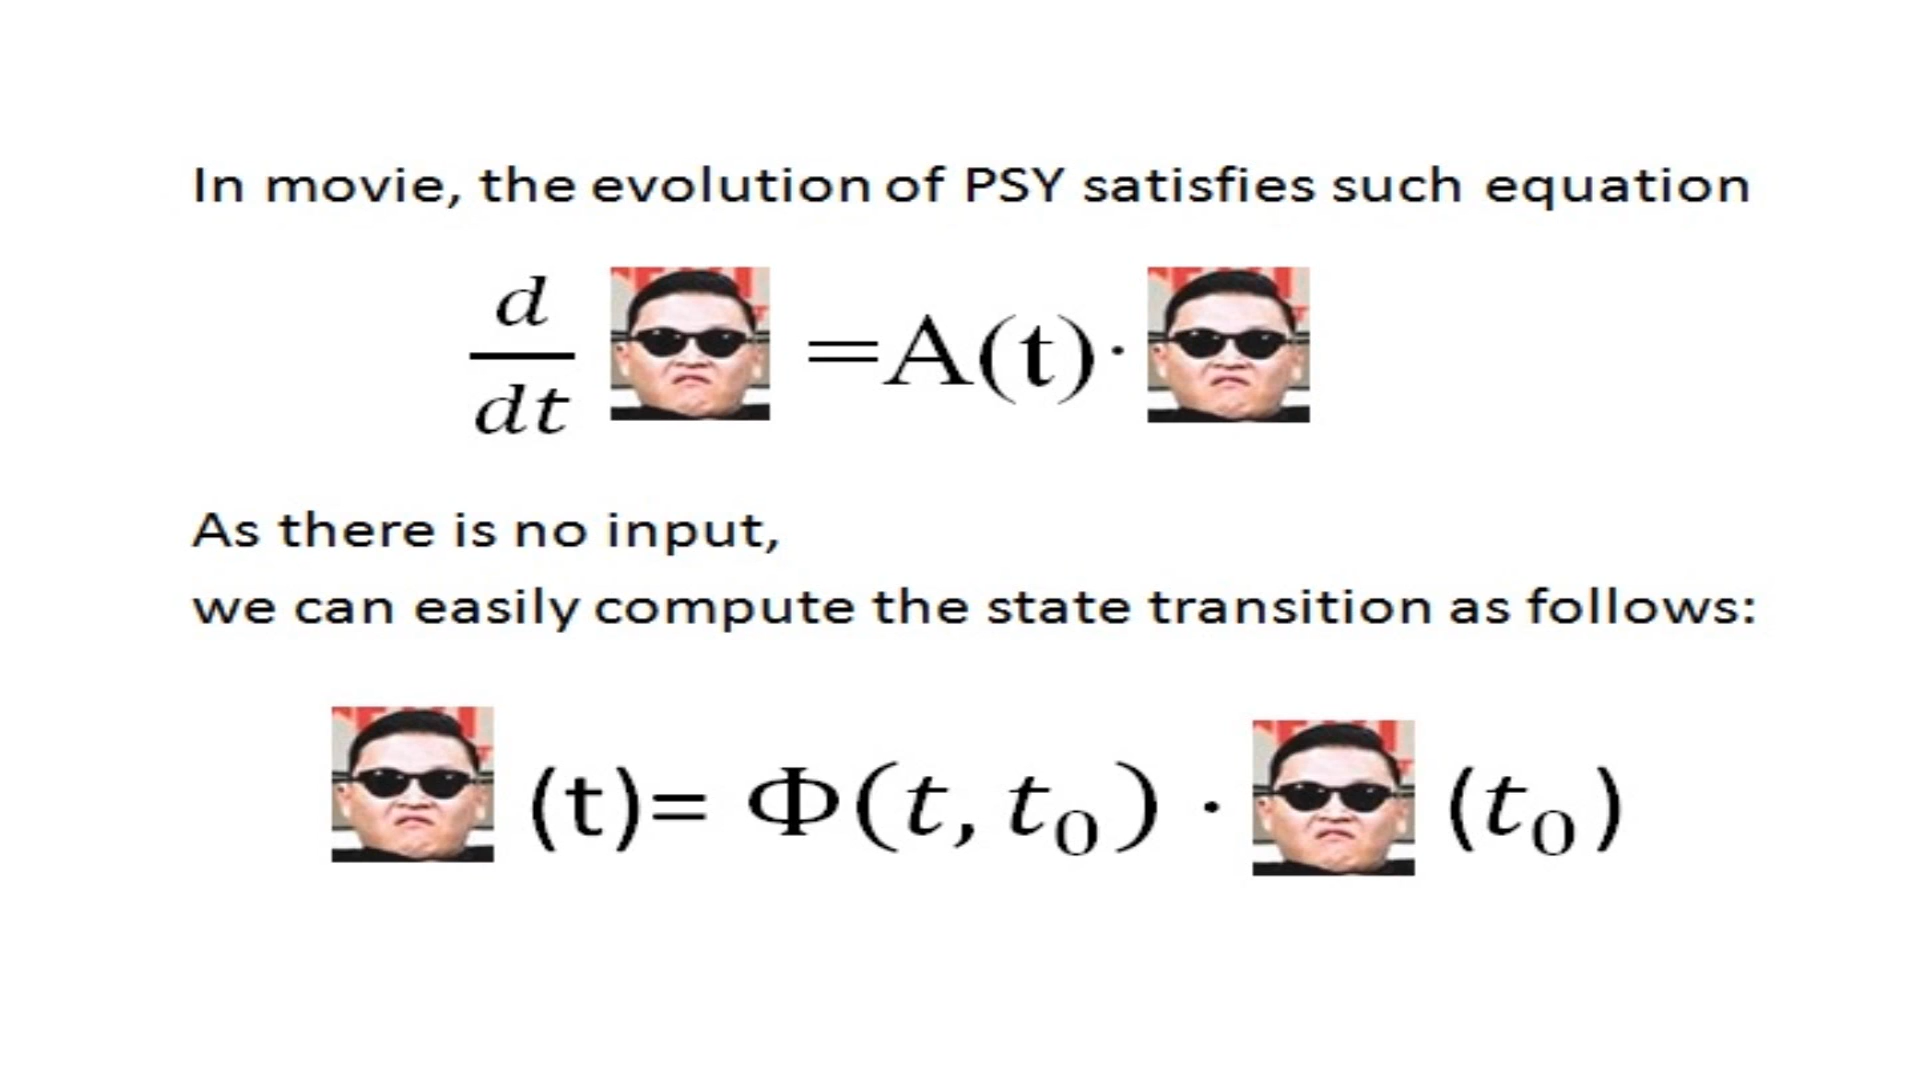 In movie, the evolution of PSY satisfies such equation
d
dt
=A(t)·
As there is no input,
we can easily compute the state transition as follows:
(t)= Φ(t, t₀) · (t₀)